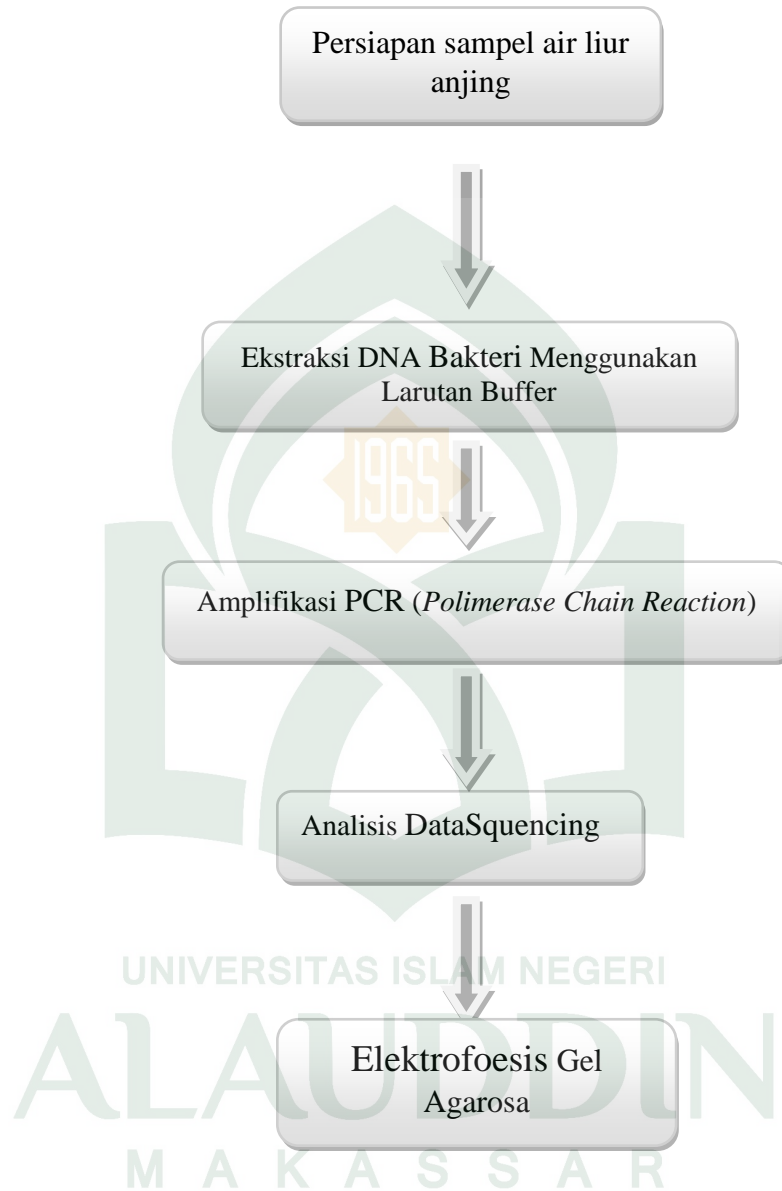 Persiapan sampel air liur
anjing
Ekstraksi DNA Bakteri Menggunakan
Larutan Buffer
1965
Amplifikasi PCR (Polimerase Chain Reaction)
Analisis DataSquencing
UNIVERSITAS ISLAM NEGERI
Elektrofoesis Gel
Agarosa
ALAUDDIN
MAKASSAR